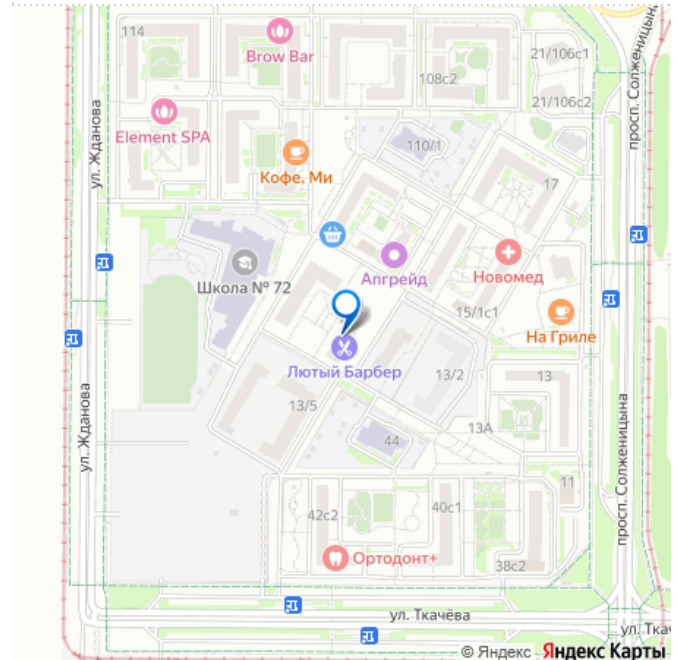 114
Brow Bar
108с2
21/106с1
21/106с2
просп. Солженицына
ул. Жданова
Element SPA
Кофе. Ми
110/1
17
Школа № 72
Апгрейд
Новомед
15/1с1
На Гриле
Лютый Барбер
13/5
13/2
13
13А
44
ул. Жданова
просп. Солженицына
11
42с2
40с1
Ортодонт+
38с2
ул. Ткачёва
ул. Тка
© Яндекс Яндекс Карты